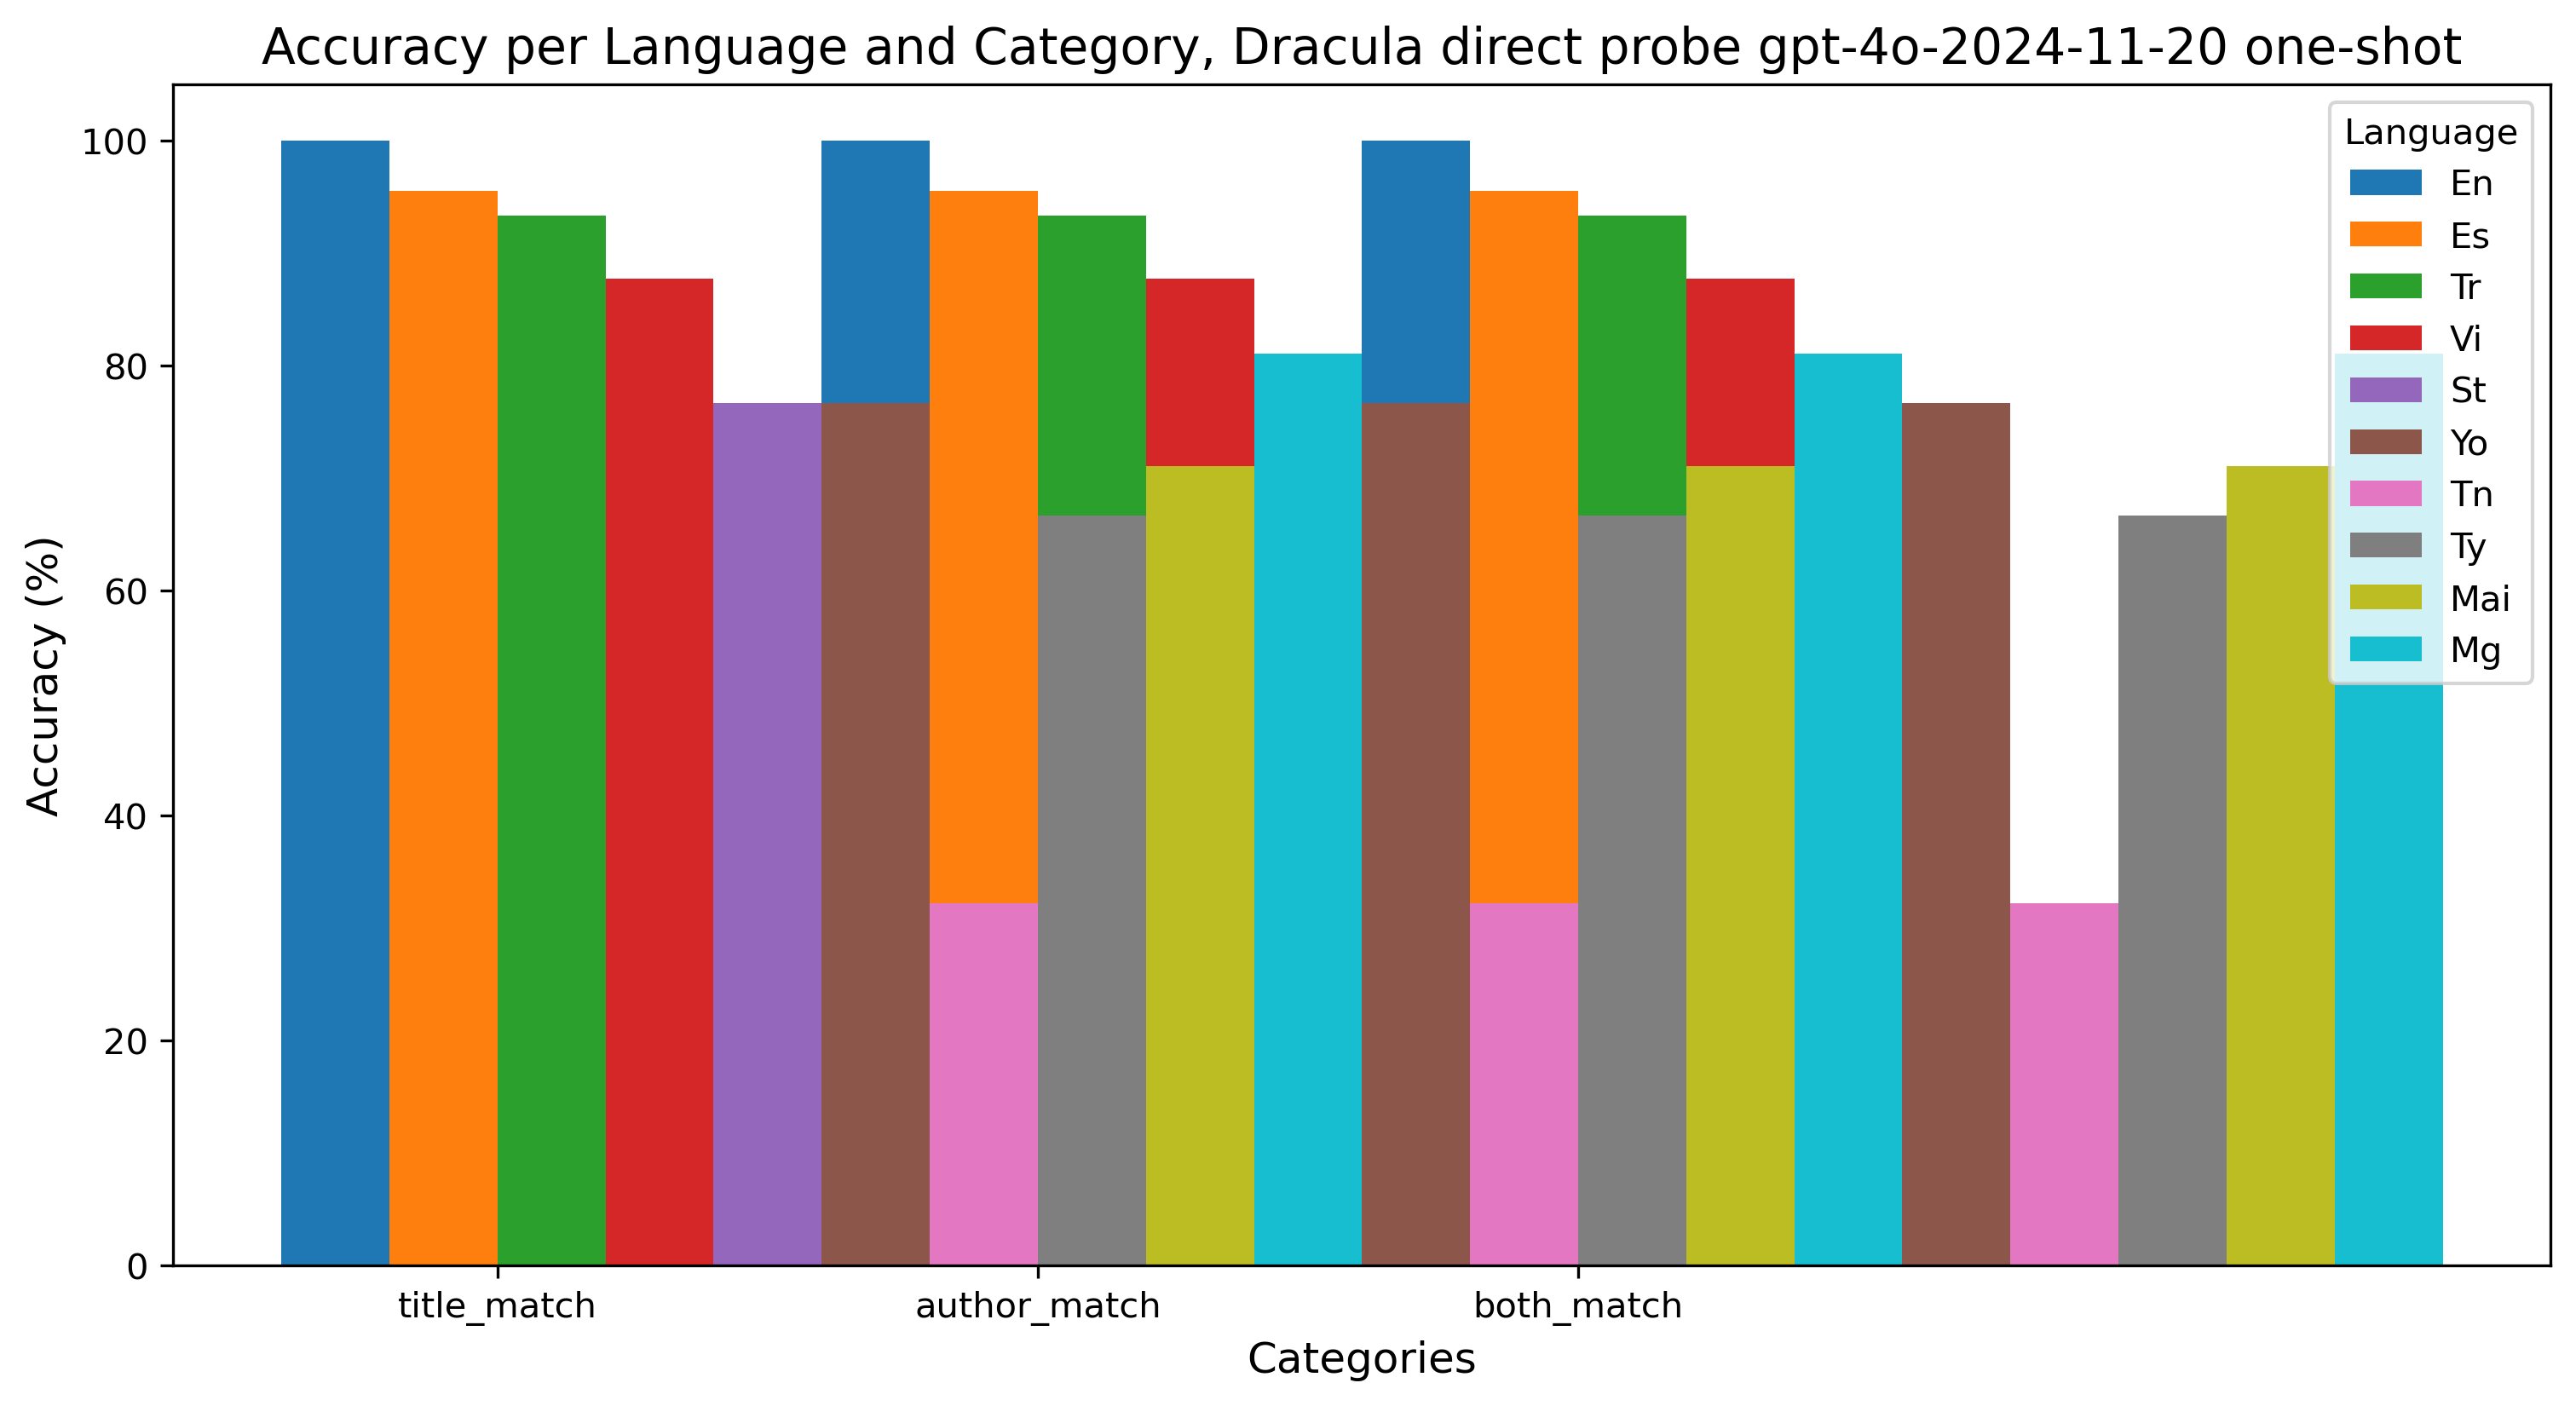 Accuracy per Language and Category, Dracula direct probe gpt-4o-2024-11-20 one-shot
Accuracy (%)
100
80
60
40
20
0
Language
En
Es
Tr
Vi
St
Yo
Tn
Ty
Mai
Mg
title_match
author_match
both_match
Categories